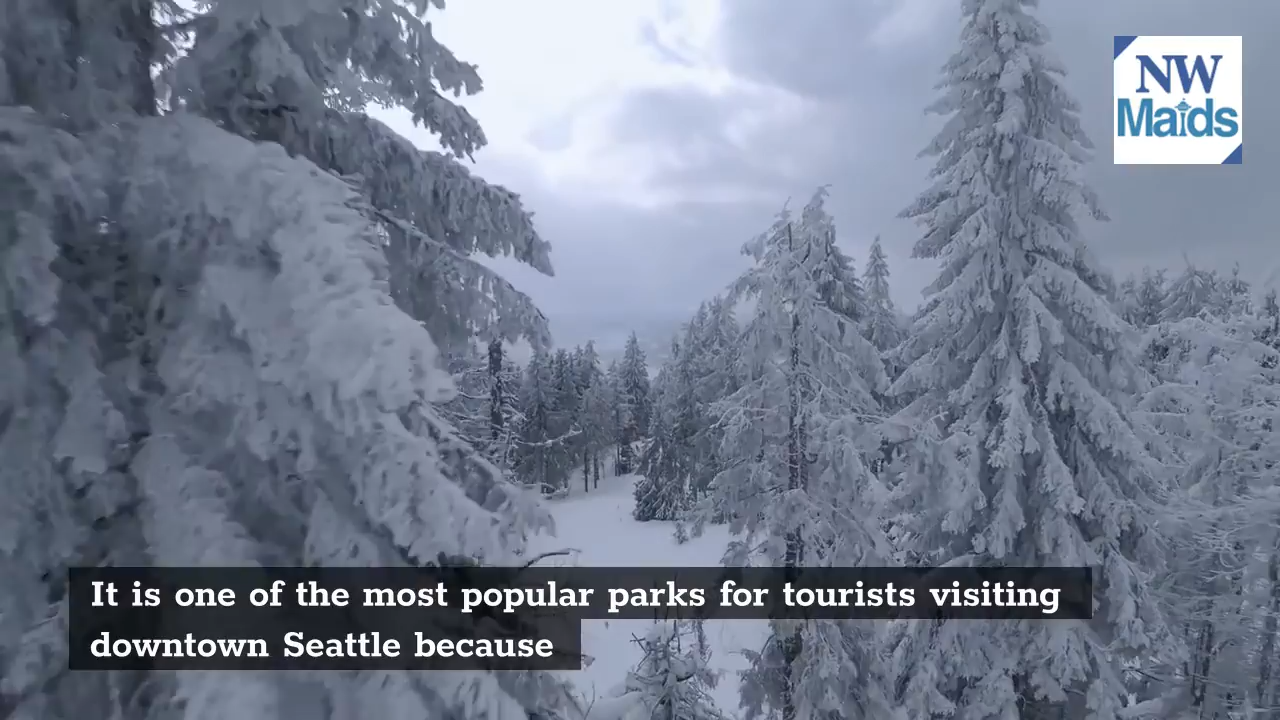 NW
Maids
It is one of the most popular parks for tourists visiting
downtown Seattle because